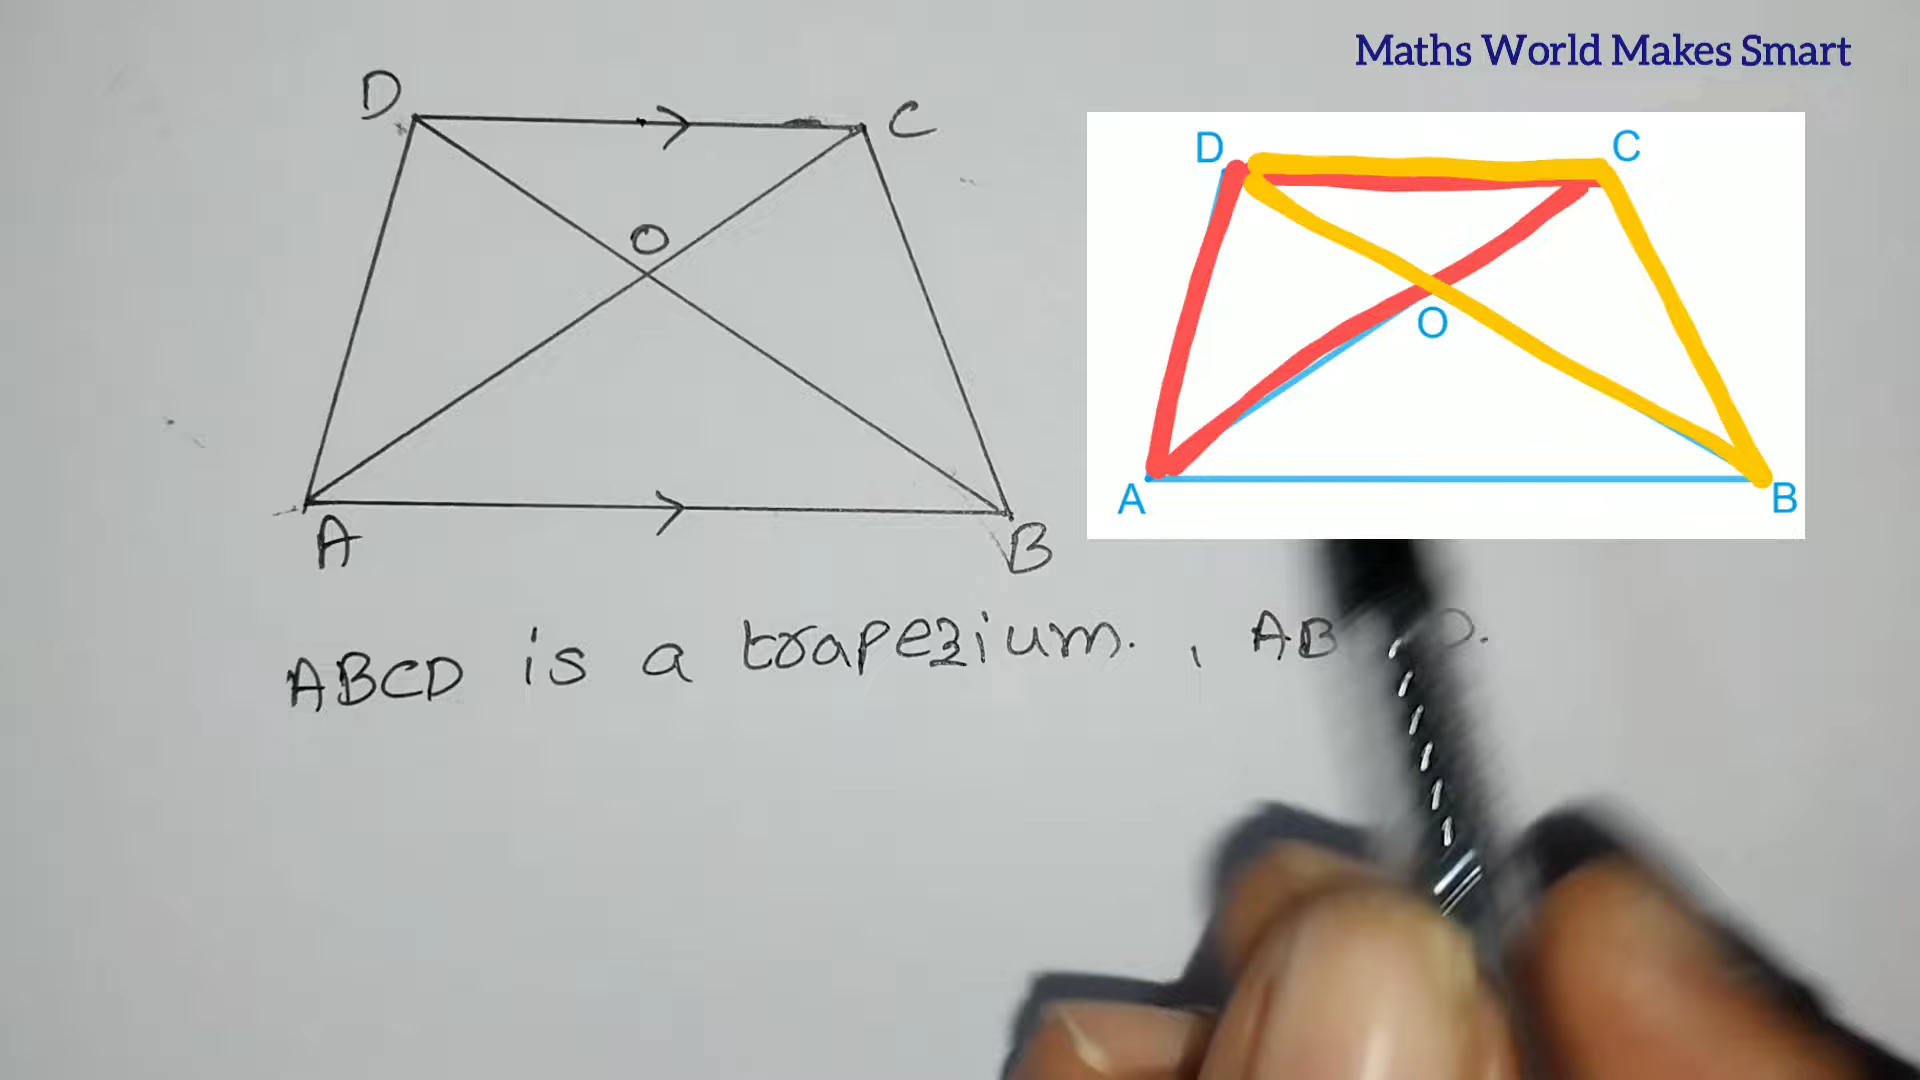 Maths World Makes Smart
D C
O
A B
D C
O
A B
ABCD is a trapezium. , AB